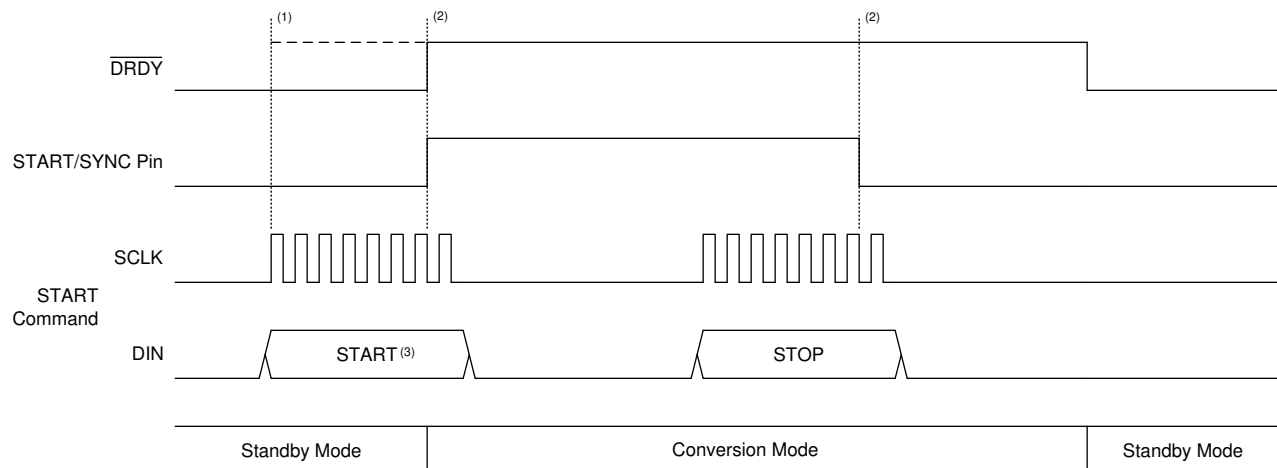 (1)
(2)
(2)
DRDY
START/SYNC Pin
SCLK
START
Command
DIN
START (3)
STOP
Standby Mode
Conversion Mode
Standby Mode